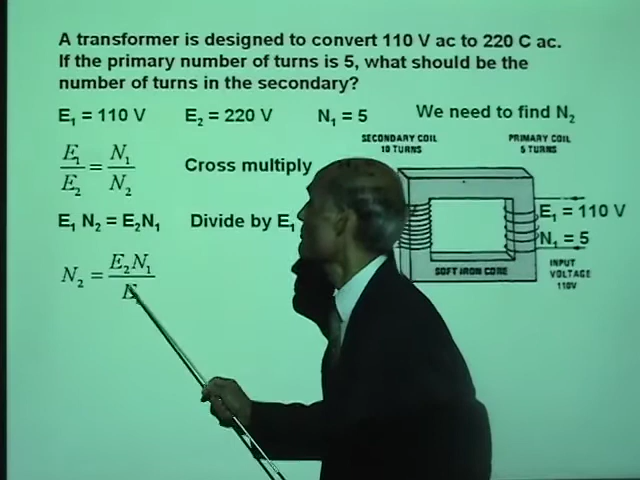 A transformer is designed to convert 110 V ac to 220 C ac.
If the primary number of turns is 5, what should be the
number of turns in the secondary?
E1 = 110 V E2 = 220 V N1 = 5 We need to find N2
SECONDARY COIL
10 TURNS
PRIMARY COIL
5 TURNS
E1/E2 = N1/N2 Cross multiply
E1 N2 = E2N1 Divide by E1
E1 = 110 V
N1 = 5
N2 = E2N1/E1
SOFT IRON CORE
INPUT
VOLTAGE
110V